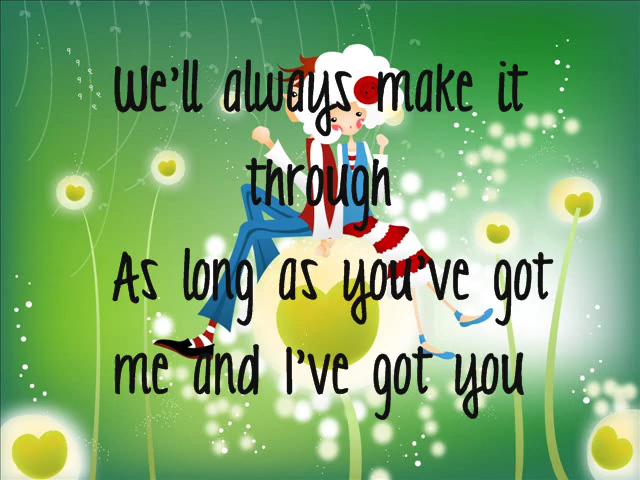 We'll always make it
through
As long as you've got
me and I've got you